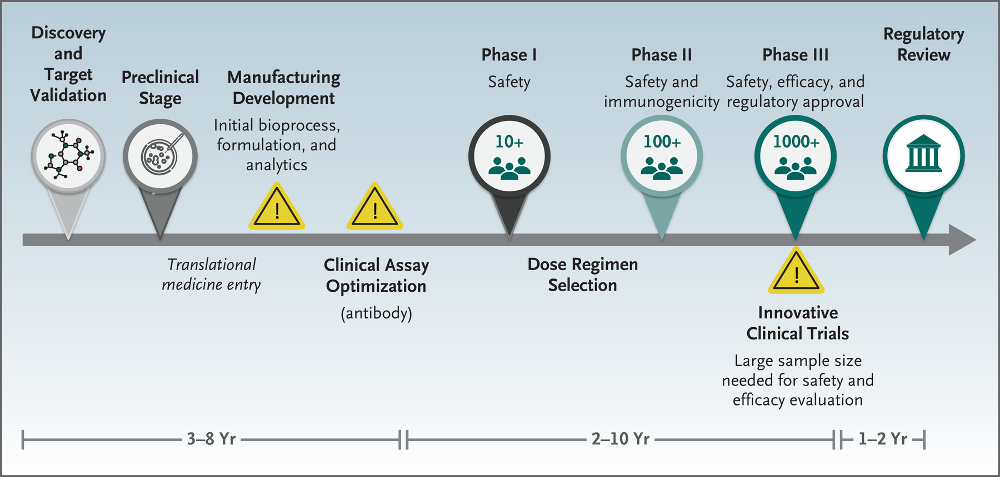 Discovery
and
Target
Validation
Preclinical
Stage
Manufacturing
Development
Initial bioprocess,
formulation, and
analytics
Phase I
Safety
10+
Phase II
Safety and
immunogenicity
100+
Phase III
Safety, efficacy, and
regulatory approval
1000+
Regulatory
Review
!
!
Translational
medicine entry
Clinical Assay
Optimization
(antibody)
Dose Regimen
Selection
!
Innovative
Clinical Trials
Large sample size
needed for safety and
efficacy evaluation
3–8 Yr
2–10 Yr
1–2 Yr